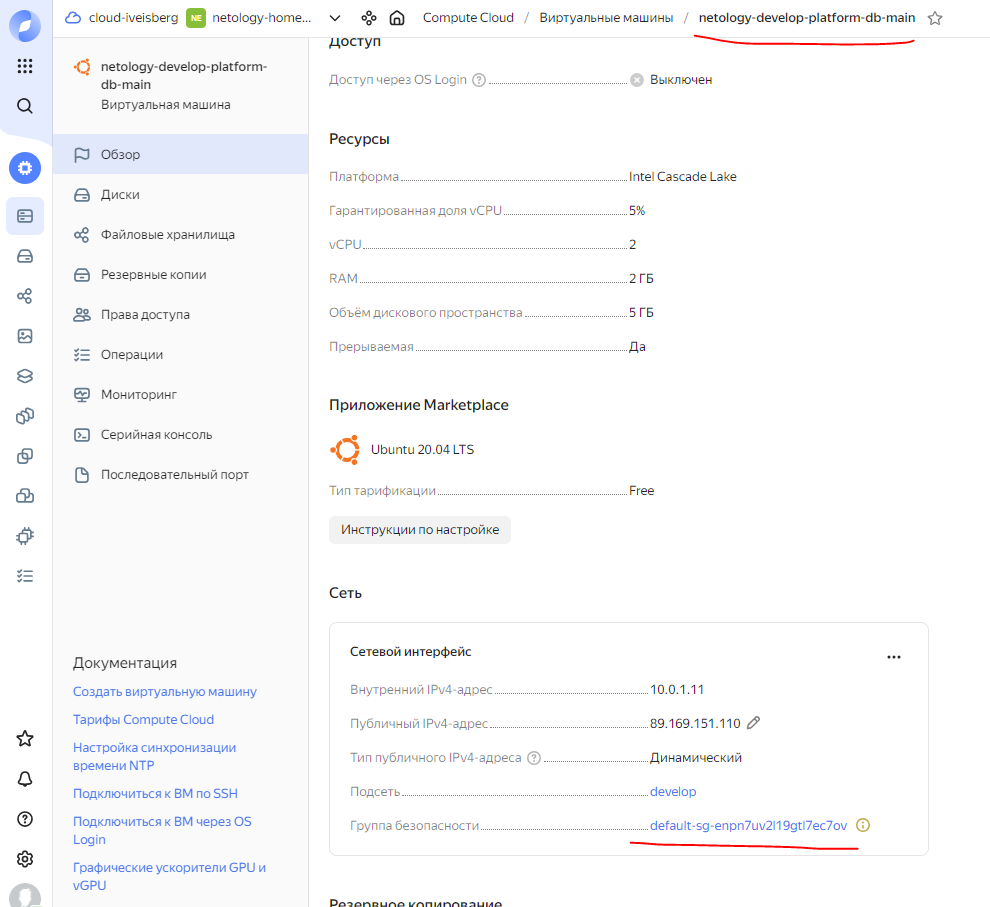 cloud-iveisberg NE netology-home... Compute Cloud / Виртуальные машины / netology-develop-platform-db-main
netology-develop-platform-
db-main
Виртуальная машина
Обзор
Диски
Файловые хранилища
Резервные копии
Права доступа
Операции
Мониторинг
Серийная консоль
Последовательный порт
Документация
Создать виртуальную машину
Тарифы Compute Cloud
Настройка синхронизации
времени NTP
Подключиться к ВМ по SSH
Подключиться к ВМ через OS
Login
Графические ускорители GPU и
vGPU
Доступ
Доступ через OS Login Выключен
Ресурсы
Платформа Intel Cascade Lake
Гарантированная доля vCPU 5%
vCPU 2
RAM 2 ГБ
Объём дискового пространства 5 ГБ
Прерываемая Да
Приложение Marketplace
Ubuntu 20.04 LTS
Тип тарификации Free
Инструкции по настройке
Сеть
Сетевой интерфейс
Внутренний IPv4-адрес 10.0.1.11
Публичный IPv4-адрес 89.169.151.110
Тип публичного IPv4-адреса Динамический
Подсеть develop
Группа безопасности default-sg-enpn7uv2l19gtl7ec7ov
Резервное копирование